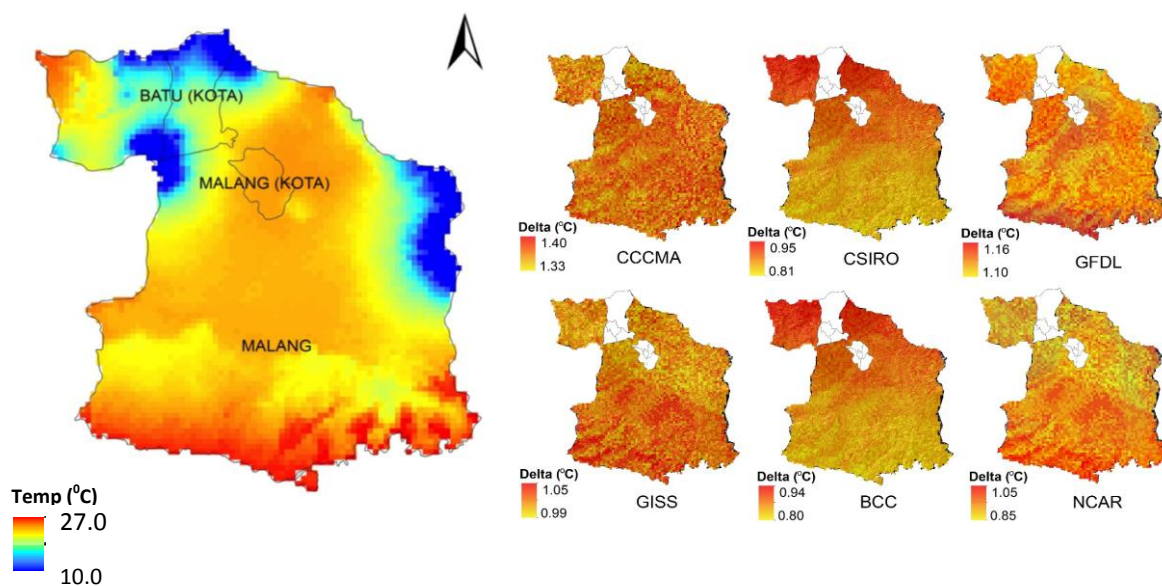 BATU (KOTA)
MALANG (KOTA)
MALANG
Temp (⁰C)
27.0
10.0
Delta (°C)
1.40
1.33
CCCMA
Delta (°C)
0.95
0.81
CSIRO
Delta (°C)
1.16
1.10
GFDL
Delta (°C)
1.05
0.99
GISS
Delta (°C)
0.94
0.80
BCC
Delta (°C)
1.05
0.85
NCAR